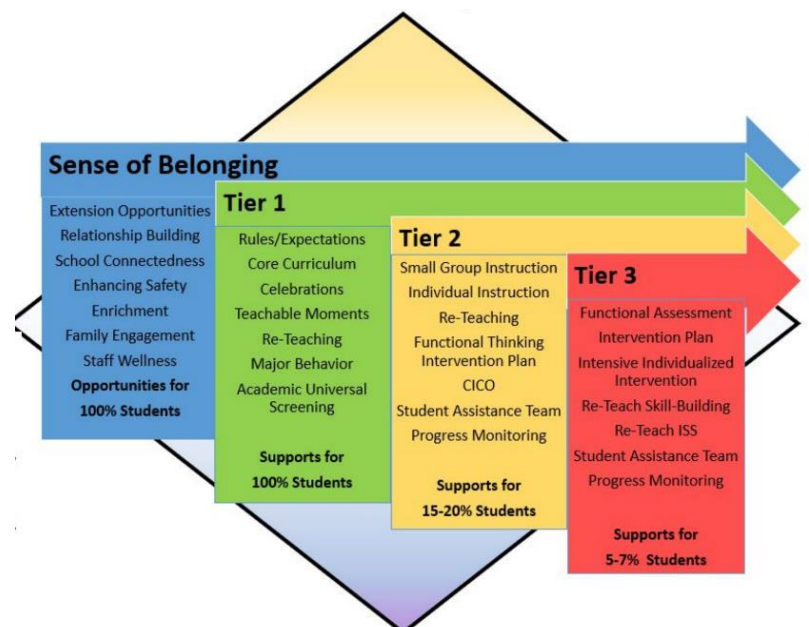 Sense of Belonging
Extension Opportunities
Relationship Building
School Connectedness
Enhancing Safety
Enrichment
Family Engagement
Staff Wellness
Opportunities for
100% Students
Tier 1
Rules/Expectations
Core Curriculum
Celebrations
Teachable Moments
Re-Teaching
Major Behavior
Academic Universal
Screening
Supports for
100% Students
Tier 2
Small Group Instruction
Individual Instruction
Re-Teaching
Functional Thinking
Intervention Plan
CICO
Student Assistance Team
Progress Monitoring
Supports for
15-20% Students
Tier 3
Functional Assessment
Intervention Plan
Intensive Individualized
Intervention
Re-Teach Skill-Building
Re-Teach ISS
Student Assistance Team
Progress Monitoring
Supports for
5-7% Students